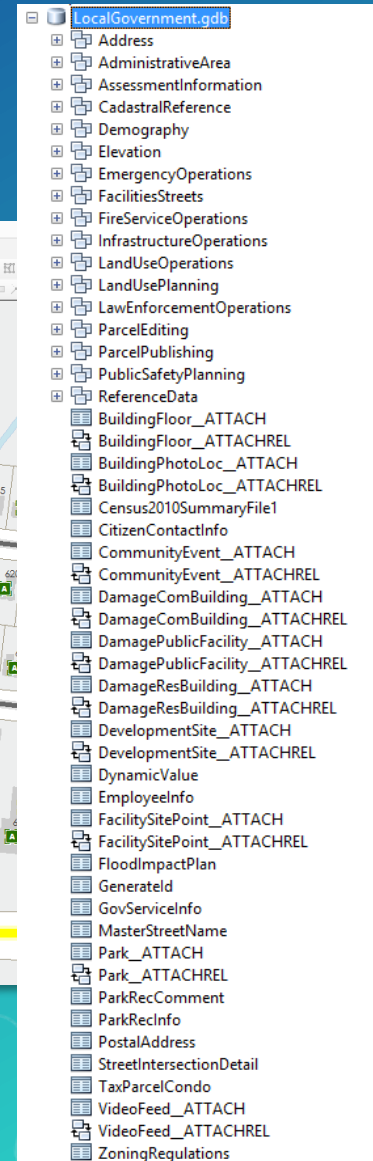 LocalGovernment.gdb
Address
AdministrativeArea
AssessmentInformation
CadastralReference
Demography
Elevation
EmergencyOperations
FacilitiesStreets
FireServiceOperations
InfrastructureOperations
LandUseOperations
LandUsePlanning
LawEnforcementOperations
ParcelEditing
ParcelPublishing
PublicSafetyPlanning
ReferenceData
BuildingFloor__ATTACH
BuildingFloor__ATTACHREL
BuildingPhotoLoc__ATTACH
BuildingPhotoLoc__ATTACHREL
Census2010SummaryFile1
CitizenContactInfo
CommunityEvent__ATTACH
CommunityEvent__ATTACHREL
DamageComBuilding__ATTACH
DamageComBuilding__ATTACHREL
DamagePublicFacility__ATTACH
DamagePublicFacility__ATTACHREL
DamageResBuilding__ATTACH
DamageResBuilding__ATTACHREL
DevelopmentSite__ATTACH
DevelopmentSite__ATTACHREL
DynamicValue
EmployeeInfo
FacilitySitePoint__ATTACH
FacilitySitePoint__ATTACHREL
FloodImpactPlan
GenerateId
GovServiceInfo
MasterStreetName
Park__ATTACH
Park__ATTACHREL
ParkRecComment
ParkRecInfo
PostalAddress
StreetIntersectionDetail
TaxParcelCondo
VideoFeed__ATTACH
VideoFeed__ATTACHREL
ZoningRegulations